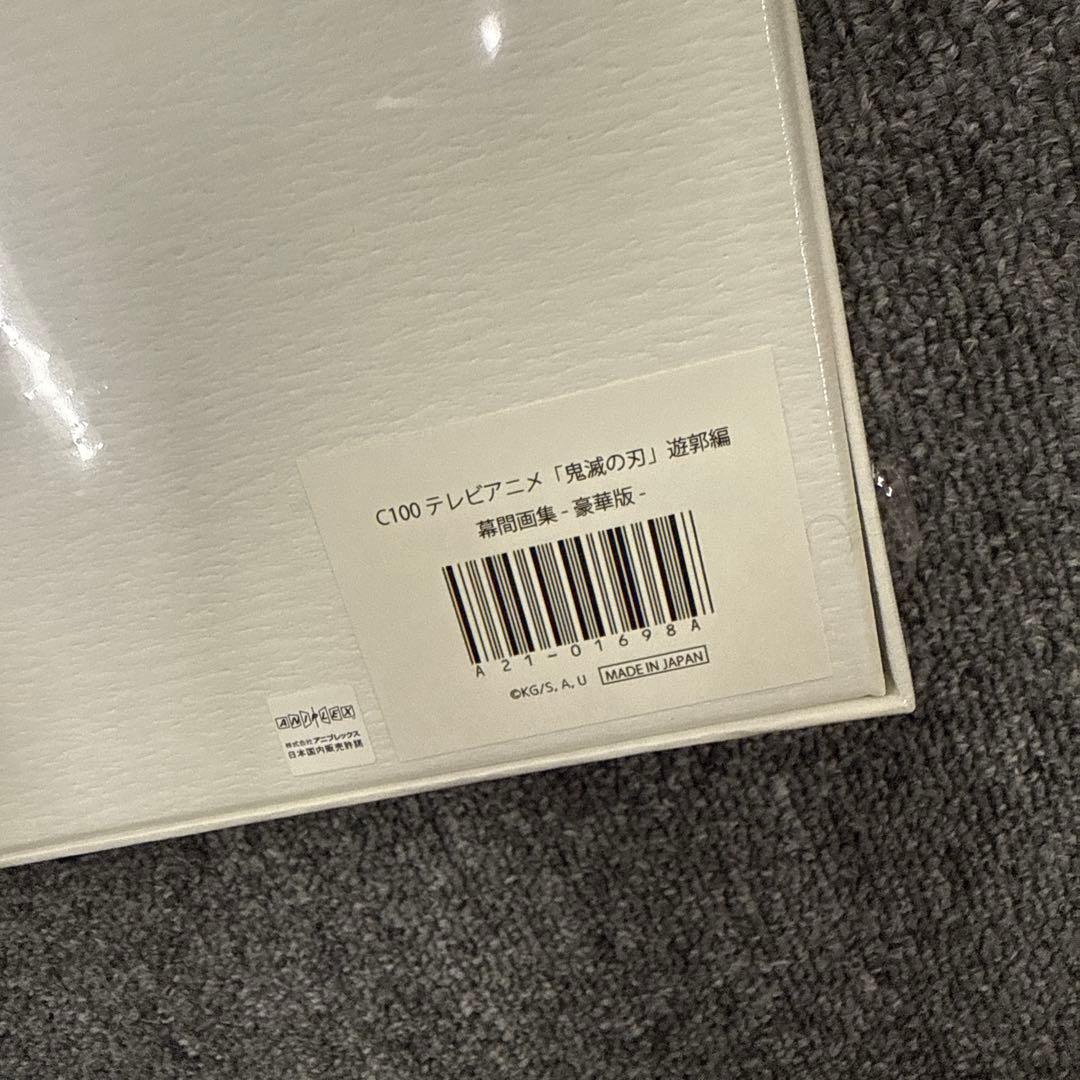 C100 テレビアニメ「鬼滅の刃」遊郭編
幕間画集 - 豪華版 -
A21-01698A
©KG/S, A, U MADE IN JAPAN
ANIPLEX
株式会社 アニプレックス
日本国内販売許諾